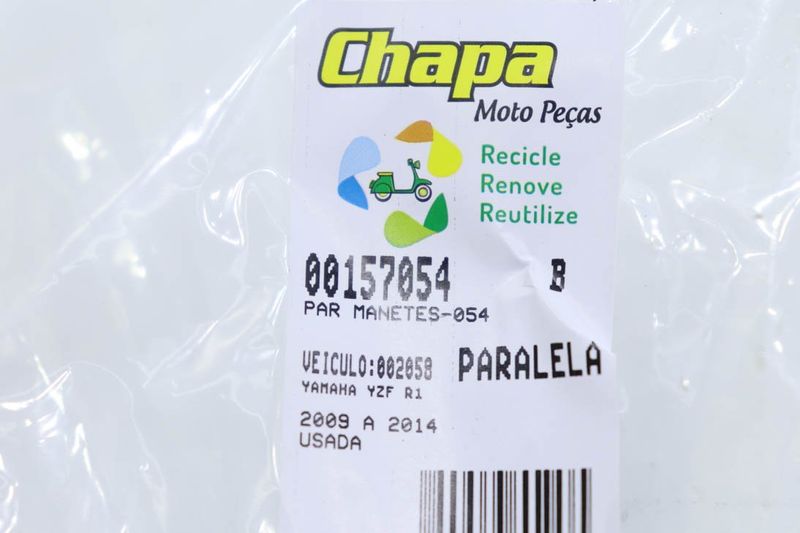 Chapa
Moto Peças
Recicle
Renove
Reutilize
00157054 B
PAR MANETES-054
VEICULO:002058 PARALELA
YAMAHA YZF R1
2009 A 2014
USADA